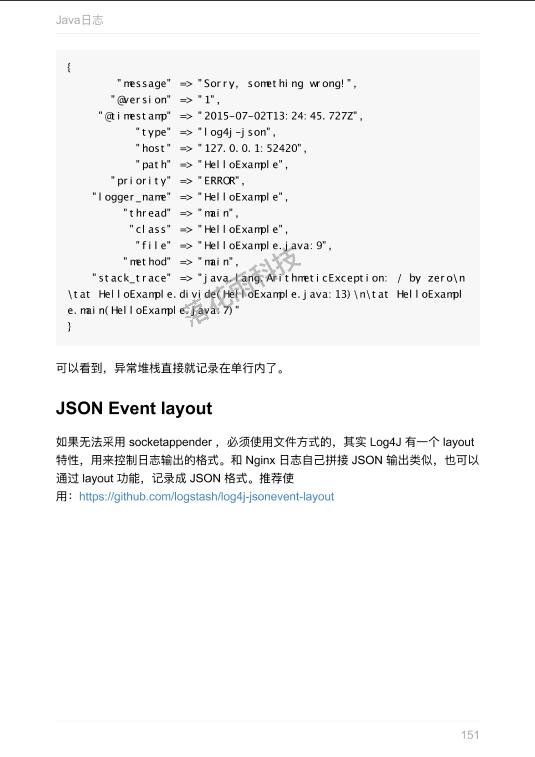 Java日志
{
"message" => "Sorry, something wrong!",
"@version" => "1",
"@timestamp" => "2015-07-02T13:24:45.727Z",
"type" => "log4j-json",
"host" => "127.0.0.1:52420",
"path" => "HelloExample",
"priority" => "ERROR",
"logger_name" => "HelloExample",
"thread" => "main",
"class" => "HelloExample",
"file" => "HelloExample.java:9",
"method" => "main",
"stack_trace" => "java.lang.ArithmeticException: / by zero\n
\tat HelloExample.divide(HelloExample.java:13)\n\tat HelloExampl
e.main(HelloExample.java:7)"
}
落花雨科技
可以看到，异常堆栈直接就记录在单行内了。
JSON Event layout
如果无法采用 socketappender ，必须使用文件方式的，其实 Log4J 有一个 layout
特性，用来控制日志输出的格式。和 Nginx 日志自己拼接 JSON 输出类似，也可以
通过 layout 功能，记录成 JSON 格式。推荐使
用：https://github.com/logstash/log4j-jsonevent-layout
151